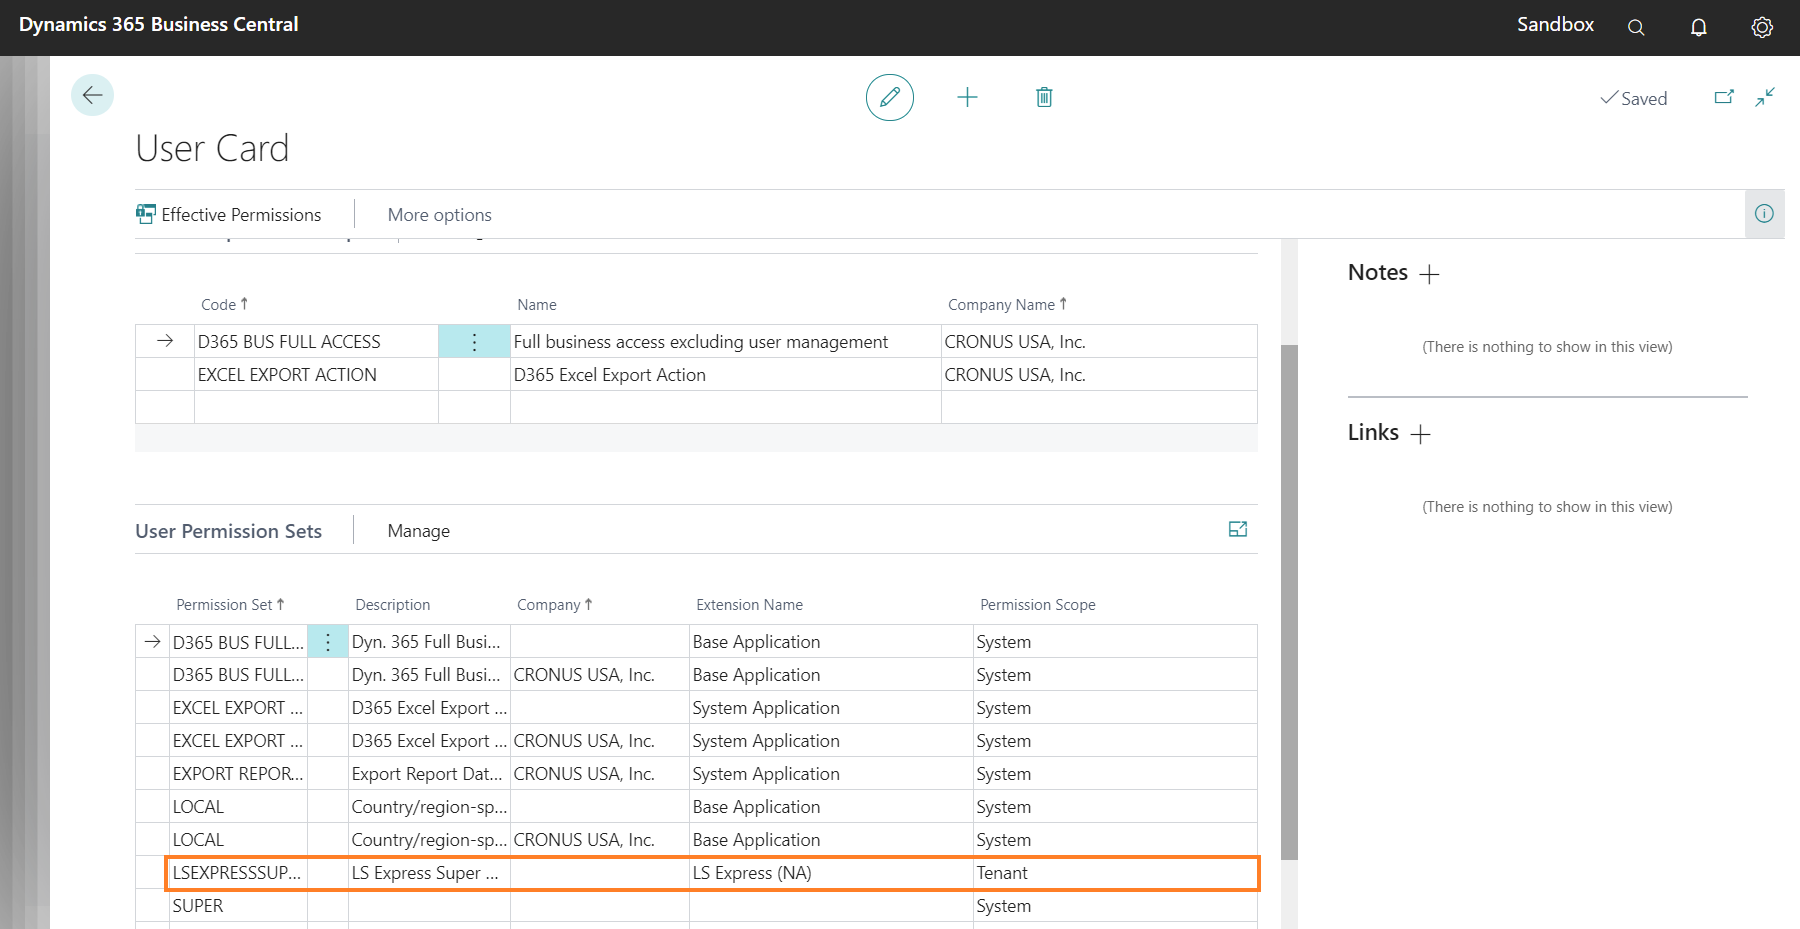 Dynamics 365 Business Central
Sandbox
Saved
User Card
Effective Permissions
More options
Code ↑ Name Company Name ↑
D365 BUS FULL ACCESS Full business access excluding user management CRONUS USA, Inc.
EXCEL EXPORT ACTION D365 Excel Export Action CRONUS USA, Inc.
User Permission Sets Manage
Permission Set ↑ Description Company ↑ Extension Name Permission Scope
D365 BUS FULL... Dyn. 365 Full Busi... Base Application System
D365 BUS FULL... Dyn. 365 Full Busi... CRONUS USA, Inc. Base Application System
EXCEL EXPORT ... D365 Excel Export ... System Application System
EXCEL EXPORT ... D365 Excel Export ... CRONUS USA, Inc. System Application System
EXPORT REPOR... Export Report Dat... CRONUS USA, Inc. System Application System
LOCAL Country/region-sp... Base Application System
LOCAL Country/region-sp... CRONUS USA, Inc. Base Application System
LSEXPRESSSUP... LS Express Super ... LS Express (NA) Tenant
SUPER System
Notes
(There is nothing to show in this view)
Links
(There is nothing to show in this view)